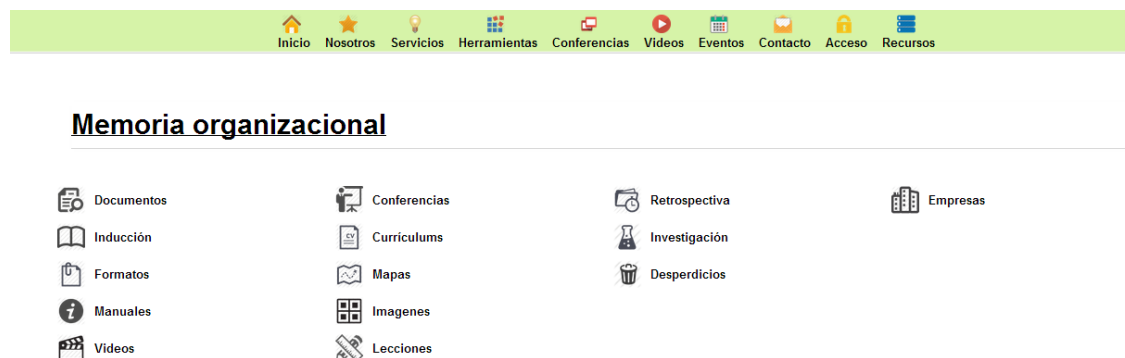 Inicio Nosotros Servicios Herramientas Conferencias Videos Eventos Contacto Acceso Recursos
Memoria organizacional
Documentos Conferencias Retrospectiva Empresas
Inducción CV Currículums Investigación
Formatos Mapas Desperdicios
Manuales Imagenes
Videos Lecciones